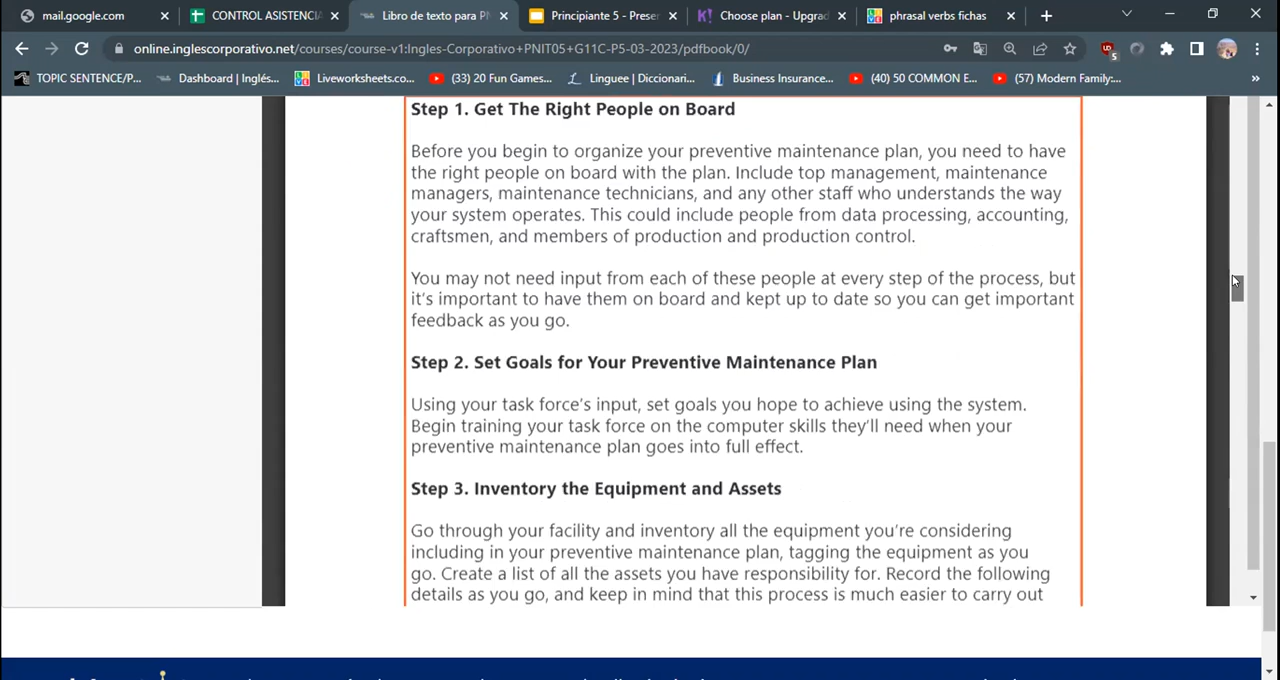 mail.google.com
CONTROL ASISTENCIA
Libro de texto para PN
Principiante 5 - Presen
Choose plan - Upgrad
phrasal verbs fichas
online.inglescorporativo.net/courses/course-v1:Ingles-Corporativo+PNIT05+G11C-P5-03-2023/pdfbook/0/
5
TOPIC SENTENCE/P...
Dashboard | Inglés...
Liveworksheets.co...
(33) 20 Fun Games...
Linguee | Diccionari...
Business Insurance...
(40) 50 COMMON E...
(57) Modern Family:...
Step 1. Get The Right People on Board
Before you begin to organize your preventive maintenance plan, you need to have
the right people on board with the plan. Include top management, maintenance
managers, maintenance technicians, and any other staff who understands the way
your system operates. This could include people from data processing, accounting,
craftsmen, and members of production and production control.
You may not need input from each of these people at every step of the process, but
it's important to have them on board and kept up to date so you can get important
feedback as you go.
Step 2. Set Goals for Your Preventive Maintenance Plan
Using your task force's input, set goals you hope to achieve using the system.
Begin training your task force on the computer skills they'll need when your
preventive maintenance plan goes into full effect.
Step 3. Inventory the Equipment and Assets
Go through your facility and inventory all the equipment you're considering
including in your preventive maintenance plan, tagging the equipment as you
go. Create a list of all the assets you have responsibility for. Record the following
details as you go, and keep in mind that this process is much easier to carry out